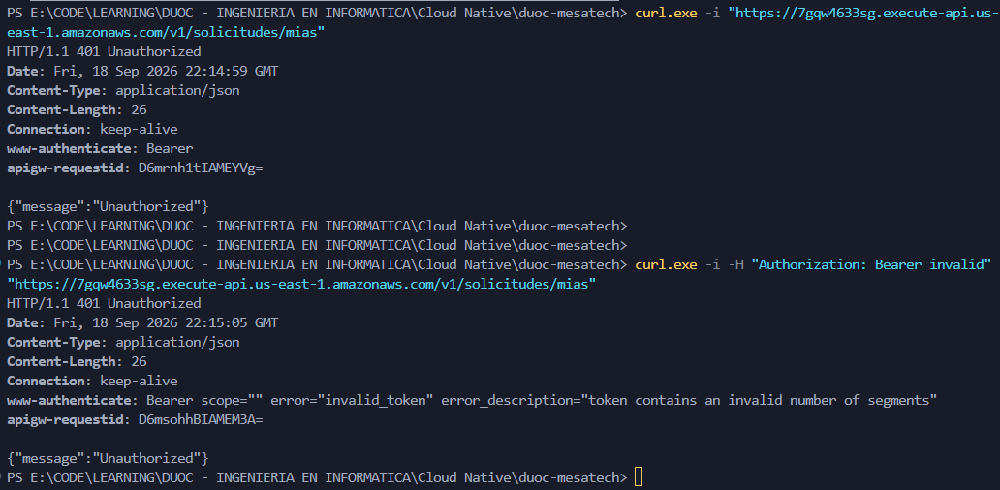 PS E:\CODE\LEARNING\DUOC - INGENIERIA EN INFORMATICA\Cloud Native\duoc-mesatech> curl.exe -i "https://7gqw4633sg.execute-api.us-
east-1.amazonaws.com/v1/solicitudes/mias"
HTTP/1.1 401 Unauthorized
Date: Fri, 18 Sep 2026 22:14:59 GMT
Content-Type: application/json
Content-Length: 26
Connection: keep-alive
www-authenticate: Bearer
apigw-requestid: D6mrnh1tIAMEYVg=

{"message":"Unauthorized"}
PS E:\CODE\LEARNING\DUOC - INGENIERIA EN INFORMATICA\Cloud Native\duoc-mesatech>
PS E:\CODE\LEARNING\DUOC - INGENIERIA EN INFORMATICA\Cloud Native\duoc-mesatech>
PS E:\CODE\LEARNING\DUOC - INGENIERIA EN INFORMATICA\Cloud Native\duoc-mesatech> curl.exe -i -H "Authorization: Bearer invalid"
"https://7gqw4633sg.execute-api.us-east-1.amazonaws.com/v1/solicitudes/mias"
HTTP/1.1 401 Unauthorized
Date: Fri, 18 Sep 2026 22:15:05 GMT
Content-Type: application/json
Content-Length: 26
Connection: keep-alive
www-authenticate: Bearer scope="" error="invalid_token" error_description="token contains an invalid number of segments"
apigw-requestid: D6msohhBIAMEM3A=

{"message":"Unauthorized"}
PS E:\CODE\LEARNING\DUOC - INGENIERIA EN INFORMATICA\Cloud Native\duoc-mesatech>